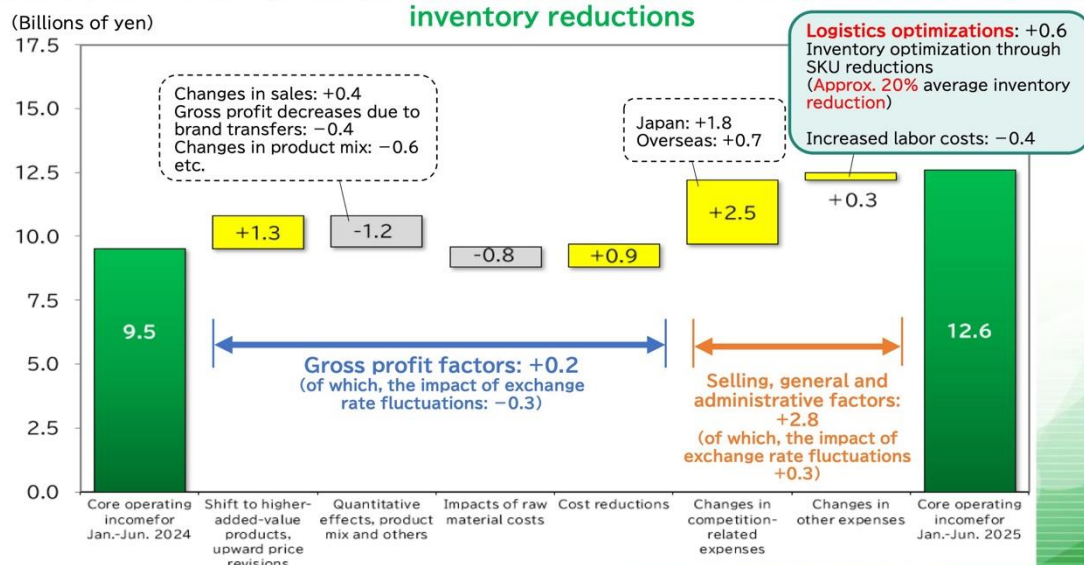 inventory reductions
(Billions of yen)
Logistics optimizations: +0.6
Inventory optimization through
SKU reductions
(Approx. 20% average inventory
reduction)
Increased labor costs: −0.4
Changes in sales: +0.4
Gross profit decreases due to
brand transfers: −0.4
Changes in product mix: −0.6
etc.
Japan: +1.8
Overseas: +0.7
17.5
15.0
12.5
10.0
7.5
5.0
2.5
0.0
9.5
+1.3
-1.2
-0.8
+0.9
+2.5
+0.3
12.6
Gross profit factors: +0.2
(of which, the impact of exchange
rate fluctuations: −0.3)
Selling, general and
administrative factors:
+2.8
(of which, the impact of
exchange rate fluctuations
+0.3)
Core operating
incomefor
Jan.-Jun. 2024
Shift to higher-
added-value
products,
upward price
revisions
Quantitative
effects, product
mix and others
Impacts of raw
material costs
Cost reductions
Changes in
competition-
related
expenses
Changes in
other expenses
Core operating
incomefor
Jan.-Jun. 2025